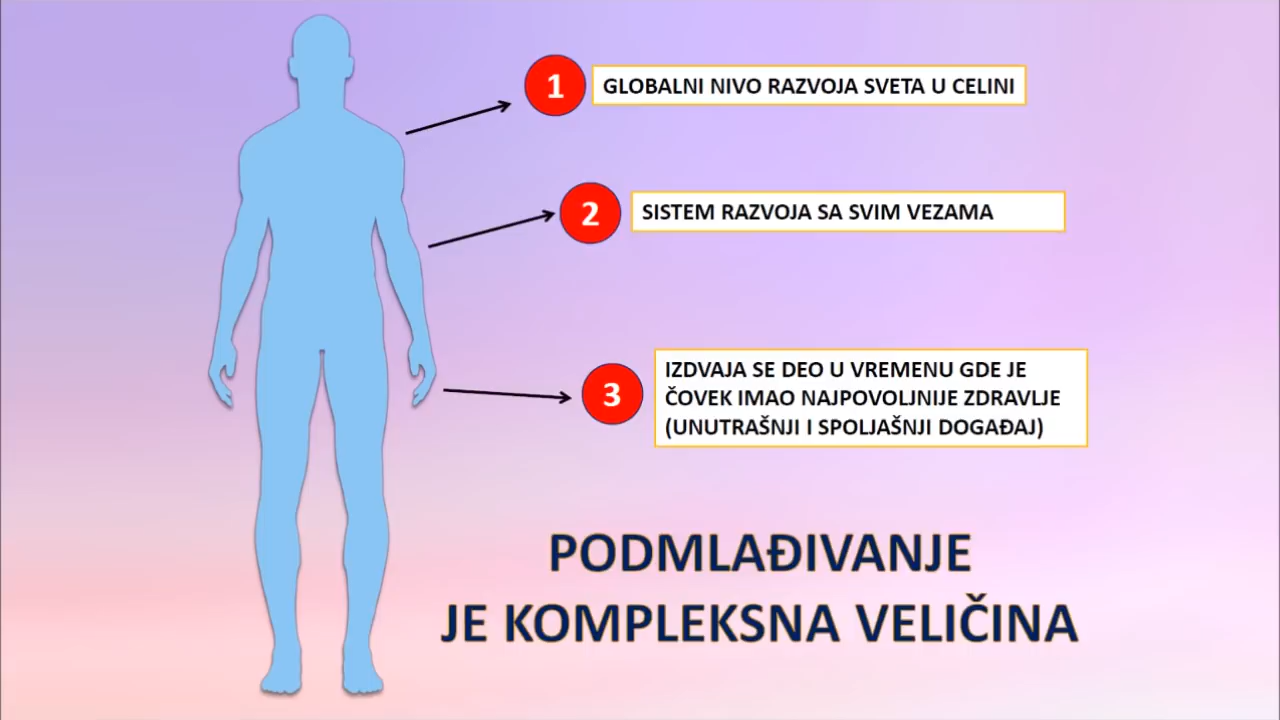 1 GLOBALNI NIVO RAZVOJA SVETA U CELINI
2 SISTEM RAZVOJA SA SVIM VEZAMA
3 IZDVAJA SE DEO U VREMENU GDE JE
ČOVEK IMAO NAJPOVOLJNIJE ZDRAVLJE
(UNUTRAŠNJI I SPOLJAŠNJI DOGAĐAJ)
PODMLAĐIVANJE
JE KOMPLEKSNA VELIČINA